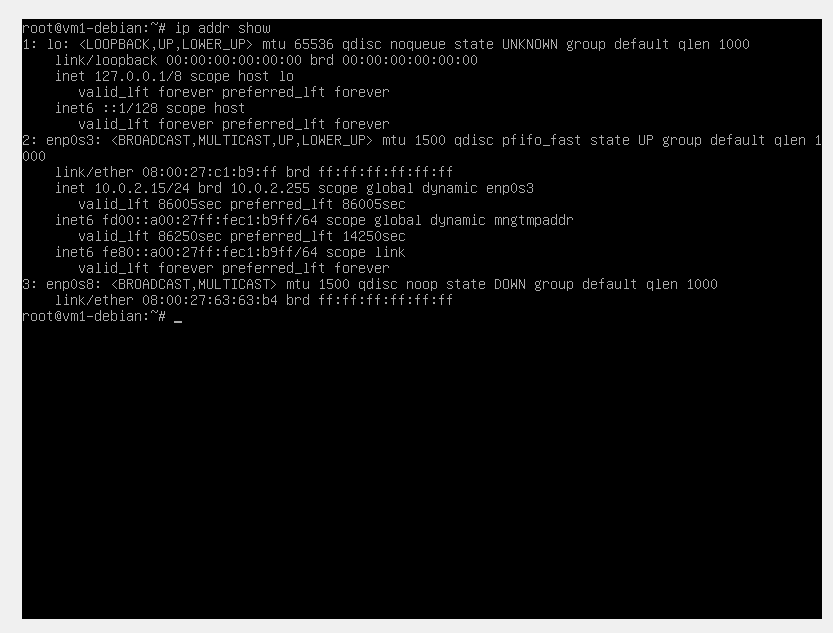 root@vm1-debian:~# ip addr show
1: lo: <LOOPBACK,UP,LOWER_UP> mtu 65536 qdisc noqueue state UNKNOWN group default qlen 1000
    link/loopback 00:00:00:00:00:00 brd 00:00:00:00:00:00
    inet 127.0.0.1/8 scope host lo
       valid_lft forever preferred_lft forever
    inet6 ::1/128 scope host
       valid_lft forever preferred_lft forever
2: enp0s3: <BROADCAST,MULTICAST,UP,LOWER_UP> mtu 1500 qdisc pfifo_fast state UP group default qlen 1
000
    link/ether 08:00:27:c1:b9:ff brd ff:ff:ff:ff:ff:ff
    inet 10.0.2.15/24 brd 10.0.2.255 scope global dynamic enp0s3
       valid_lft 86005sec preferred_lft 86005sec
    inet6 fd00::a00:27ff:fec1:b9ff/64 scope global dynamic mngtmpaddr
       valid_lft 86250sec preferred_lft 14250sec
    inet6 fe80::a00:27ff:fec1:b9ff/64 scope link
       valid_lft forever preferred_lft forever
3: enp0s8: <BROADCAST,MULTICAST> mtu 1500 qdisc noop state DOWN group default qlen 1000
    link/ether 08:00:27:63:63:b4 brd ff:ff:ff:ff:ff:ff
root@vm1-debian:~# _